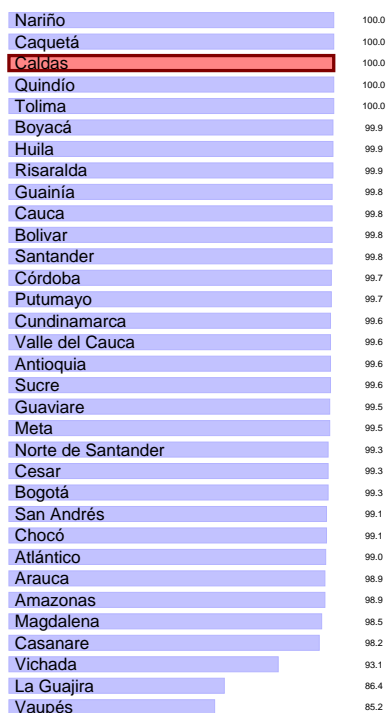 Nariño 100.0
Caquetá 100.0
Caldas 100.0
Quindío 100.0
Tolima 100.0
Boyacá 99.9
Huila 99.9
Risaralda 99.9
Guainía 99.8
Cauca 99.8
Bolivar 99.8
Santander 99.8
Córdoba 99.7
Putumayo 99.7
Cundinamarca 99.6
Valle del Cauca 99.6
Antioquia 99.6
Sucre 99.6
Guaviare 99.5
Meta 99.5
Norte de Santander 99.3
Cesar 99.3
Bogotá 99.3
San Andrés 99.1
Chocó 99.1
Atlántico 99.0
Arauca 98.9
Amazonas 98.9
Magdalena 98.5
Casanare 98.2
Vichada 93.1
La Guajira 86.4
Vaupés 85.2